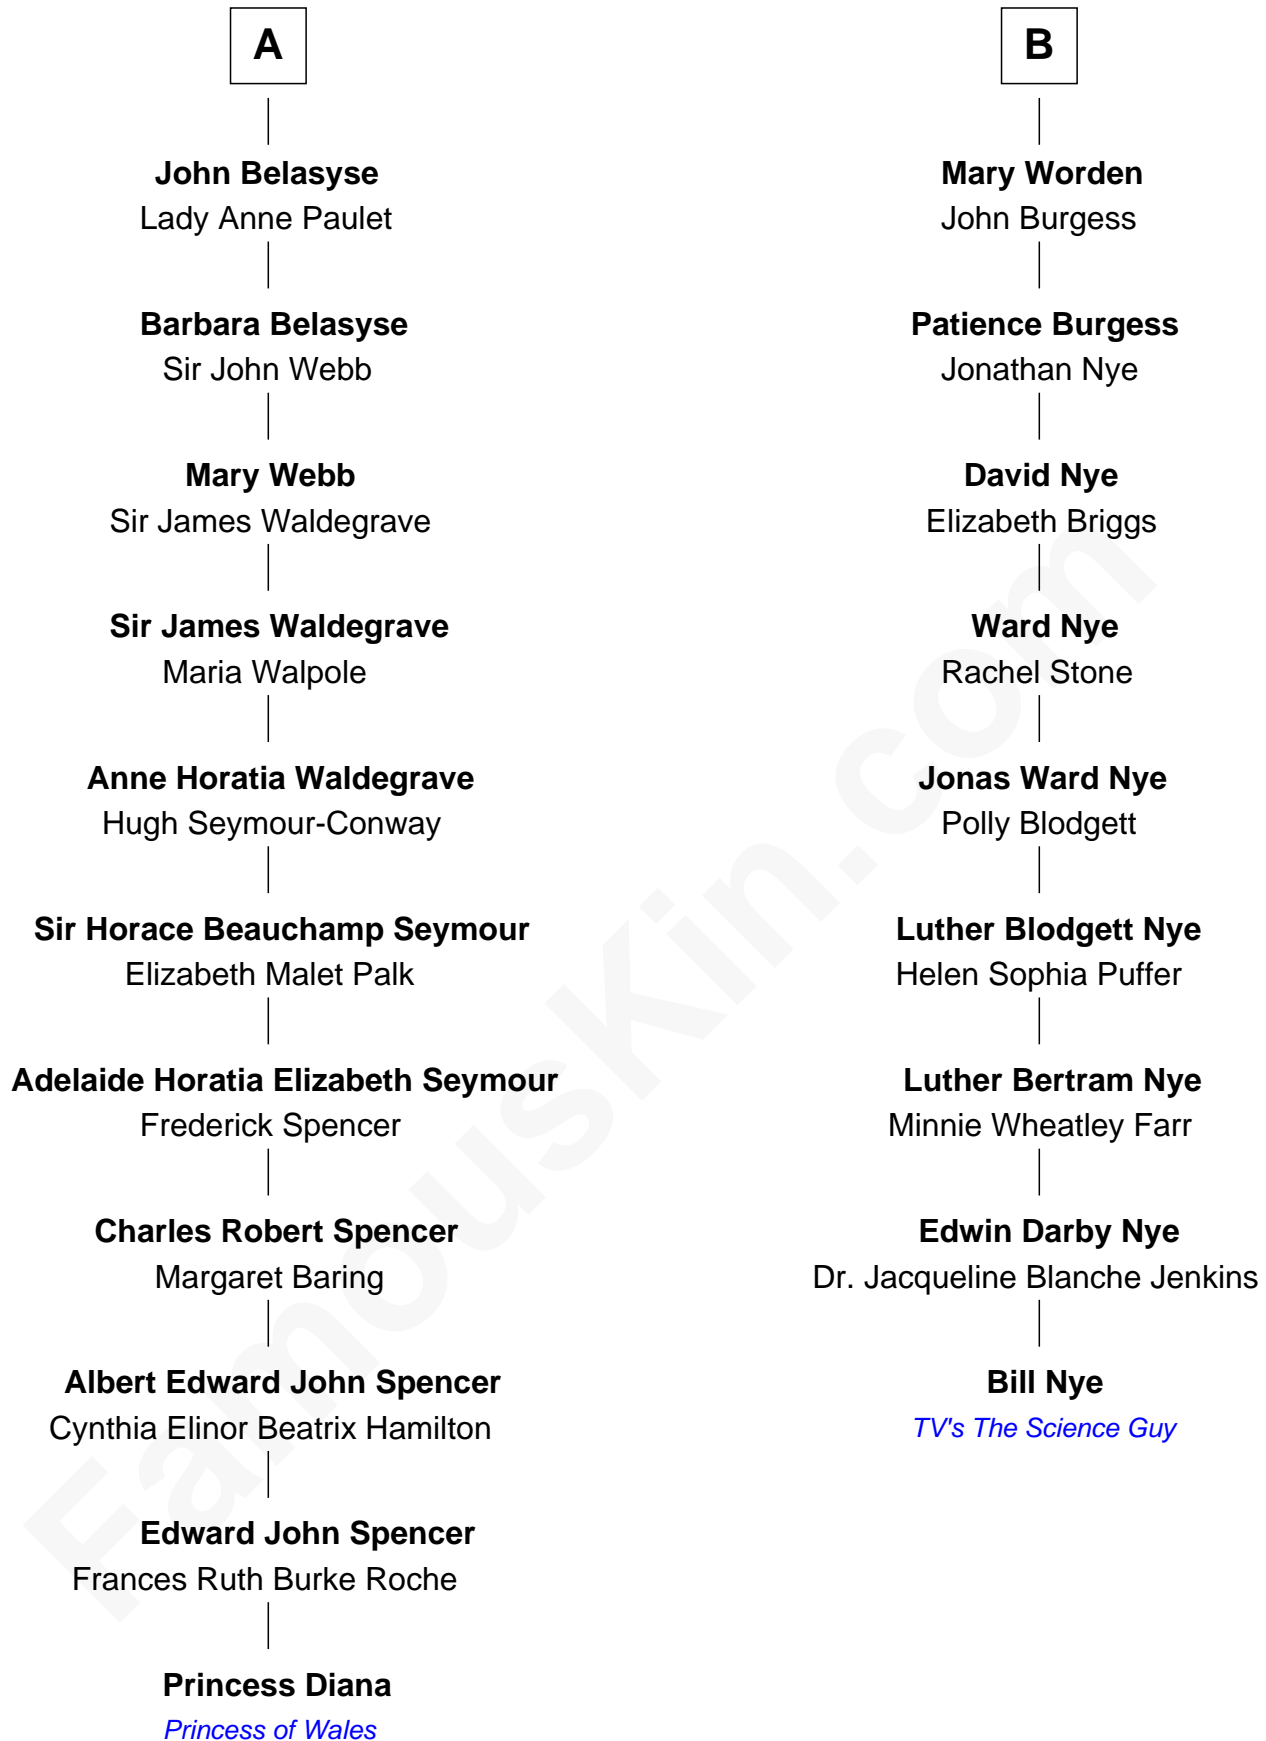 A
John Belasyse
Lady Anne Paulet
Barbara Belasyse
Sir John Webb
Mary Webb
Sir James Waldegrave
Sir James Waldegrave
Maria Walpole
Anne Horatia Waldegrave
Hugh Seymour-Conway
Sir Horace Beauchamp Seymour
Elizabeth Malet Palk
Adelaide Horatia Elizabeth Seymour
Frederick Spencer
Charles Robert Spencer
Margaret Baring
Albert Edward John Spencer
Cynthia Elinor Beatrix Hamilton
Edward John Spencer
Frances Ruth Burke Roche
Princess Diana
Princess of Wales
B
Mary Worden
John Burgess
Patience Burgess
Jonathan Nye
David Nye
Elizabeth Briggs
Ward Nye
Rachel Stone
Jonas Ward Nye
Polly Blodgett
Luther Blodgett Nye
Helen Sophia Puffer
Luther Bertram Nye
Minnie Wheatley Farr
Edwin Darby Nye
Dr. Jacqueline Blanche Jenkins
Bill Nye
TV's The Science Guy
FamousKin.com